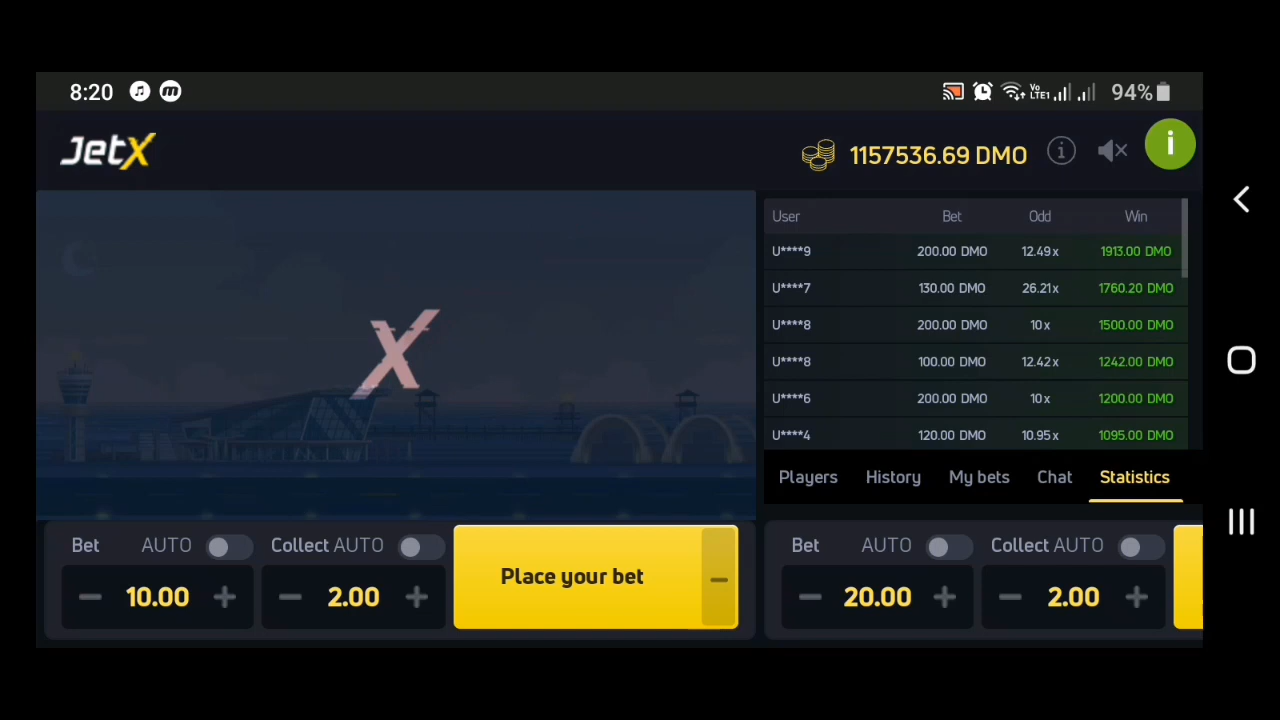 8:20 Vo LTE1 94%
JetX 1157536.69 DMO i i
X
User Bet Odd Win
U****9 200.00 DMO 12.49x 1913.00 DMO
U****7 130.00 DMO 26.21x 1760.20 DMO
U****8 200.00 DMO 10x 1500.00 DMO
U****8 100.00 DMO 12.42x 1242.00 DMO
U****6 200.00 DMO 10x 1200.00 DMO
U****4 120.00 DMO 10.95x 1095.00 DMO
Players History My bets Chat Statistics
Bet AUTO Collect AUTO
− 10.00 + − 2.00 +
Place your bet −
Bet AUTO Collect AUTO
− 20.00 + − 2.00 +